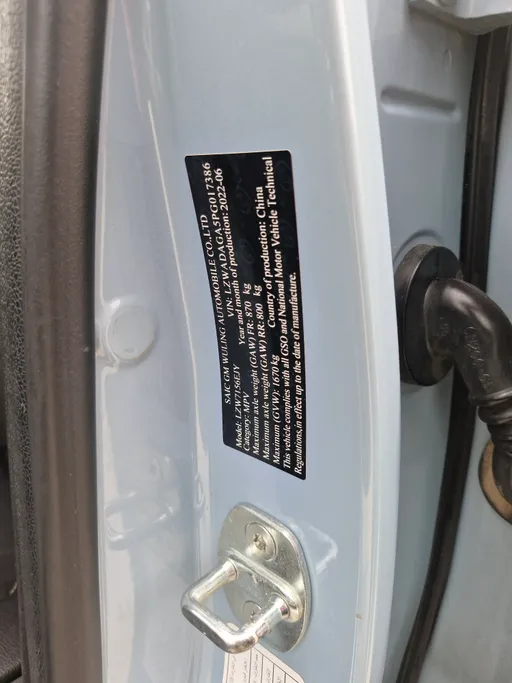 SAIC GM WULING AUTOMOBILE CO.,LTD
Model: LZW7156EJY VIN: LZWADAGA5PG017386
Category: MPV Year and month of production: 2022-06
Maximum axle weight (GAW) FR: 870 kg
Maximum axle weight (GAW) RR: 800 kg
Maximum (GVW): 1670 kg Country of production: China
This vehicle complies with all GSO and National Motor Vehicle Technical
Regulations, in effect up to the date of manufacture.